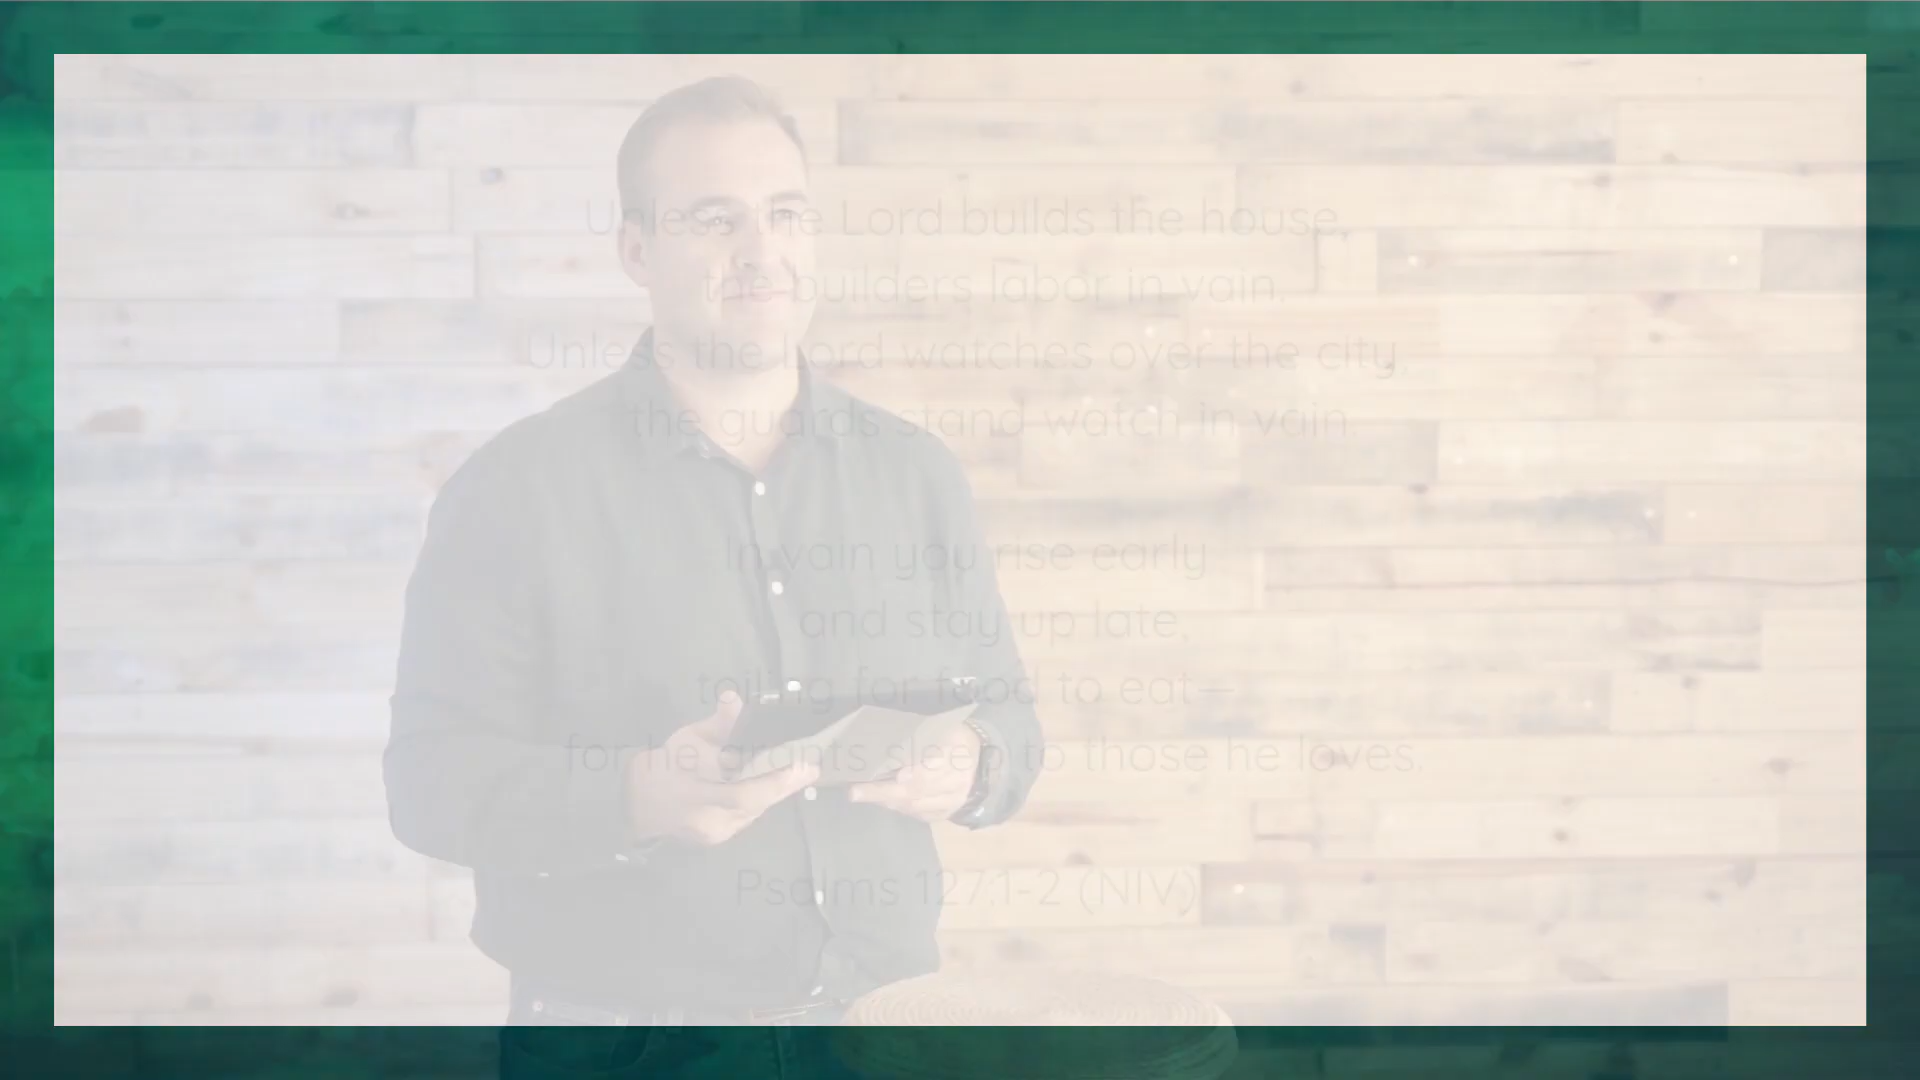 Unless the Lord builds the house,
the builders labor in vain.
Unless the Lord watches over the city,
the guards stand watch in vain.
In vain you rise early
and stay up late,
toiling for food to eat—
for he grants sleep to those he loves.
Psalms 127:1-2 (NIV)